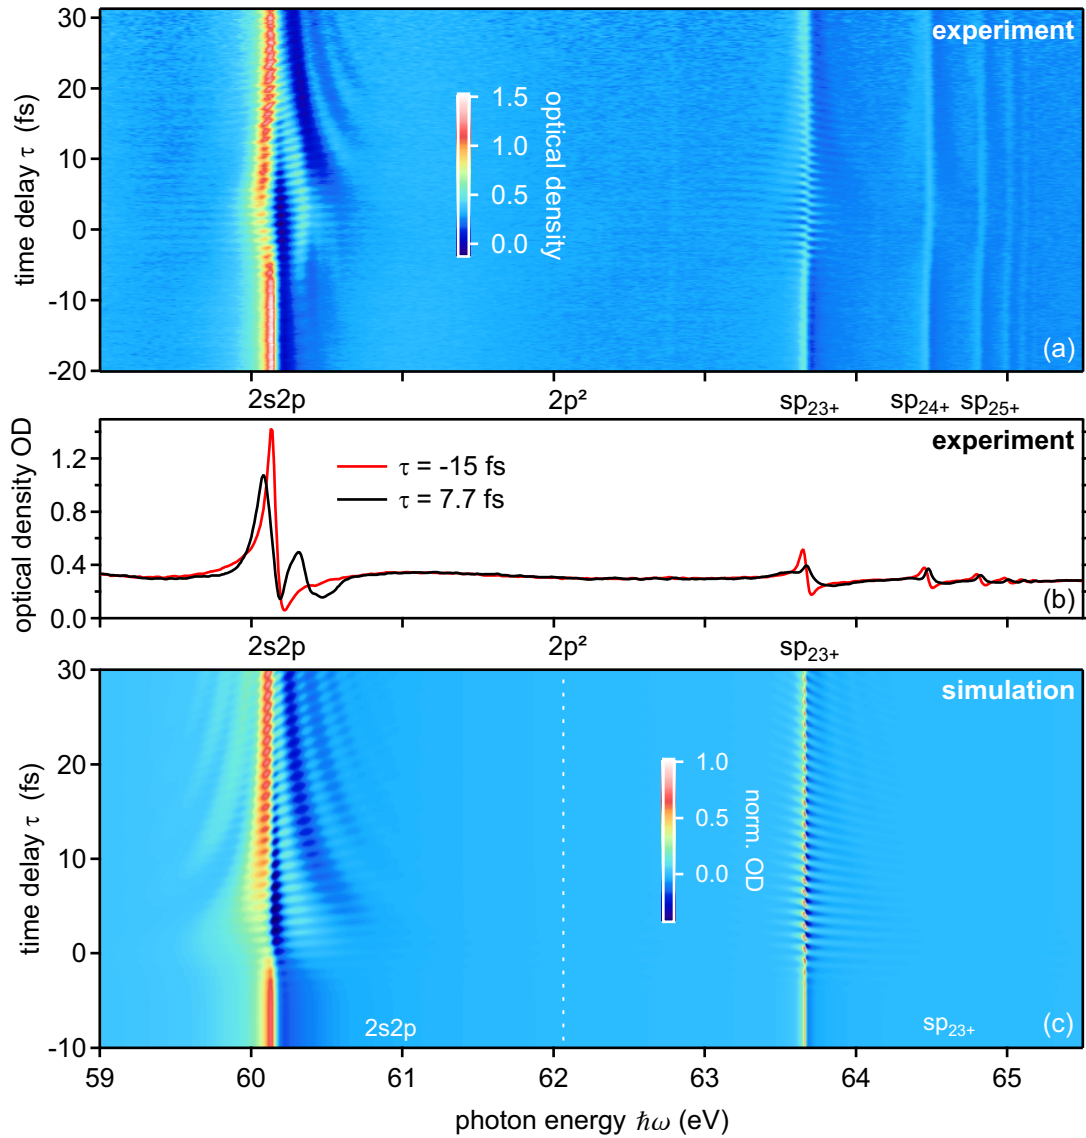 experiment
30
20
10
0
-10
-20
time delay τ (fs)
1.5
1.0
0.5
0.0
optical density
(a)
2s2p 2p² sp₂₃₊ sp₂₄₊ sp₂₅₊
experiment
1.2
0.8
0.4
0.0
optical density OD
τ = -15 fs
τ = 7.7 fs
(b)
2s2p 2p² sp₂₃₊
simulation
30
20
10
0
-10
time delay τ (fs)
1.0
0.5
0.0
norm. OD
2s2p sp₂₃₊ (c)
59 60 61 62 63 64 65
photon energy ℏω (eV)